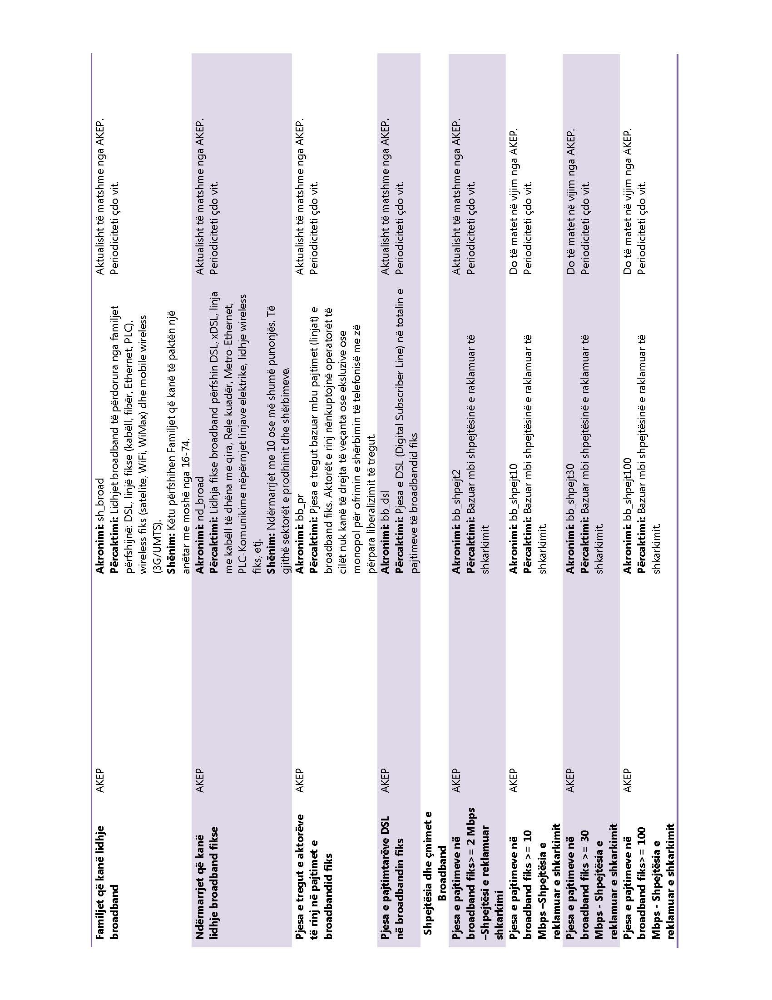 Familjet që kanë lidhje
broadband
AKEP
Akronimi: sh_broad
Përcaktimi: Lidhjet broadband të përdorura nga familjet
përfshijnë: DSL, linjë fikse (kabëll, fibër, Ethernet, PLC),
wireless fiks (satelite, WiFi, WiMax) dhe mobile wireless
(3G/UMTS).
Shënim: Këtu përfshihen Familjet që kanë të paktën një
anëtar me moshë nga 16-74.
Aktualisht të matshme nga AKEP.
Periodiciteti çdo vit.
Ndërmarrjet që kanë
lidhje broadband fikse
AKEP
Akronimi: nd_broad
Përcaktimi: Lidhja fikse broadband përfshin DSL, xDSL, linja
me kabëll të dhëna me qira, Rele kuadër, Metro-Ethernet,
PLC-Komunikime nëpërmjet linjave elektrike, lidhje wireless
fiks, etj.
Shënim: Ndërmarrjet me 10 ose më shumë punonjës. Të
gjithë sektorët e prodhimit dhe shërbimeve.
Aktualisht të matshme nga AKEP.
Periodiciteti çdo vit.
Pjesa e tregut e aktorëve
të rinj në pajtimet e
broadbandid fiks
AKEP
Akronimi: bb_pr
Përcaktimi: Pjesa e tregut bazuar mbu pajtimet (linjat) e
broadband fiks. Aktorët e rinj nënkuptojnë operatorët të
cilët nuk kanë të drejta të veçanta ose eksluzive ose
monopol për ofrimin e shërbimin të telefonisë me zë
përpara liberalizimit të tregut.
Aktualisht të matshme nga AKEP.
Periodiciteti çdo vit.
Pjesa e pajtimtarëve DSL
në broadbandin fiks
AKEP
Akronimi: bb_dsl
Përcaktimi: Pjesa e DSL (Digital Subscriber Line) në totalin e
pajtimeve të broadbandid fiks
Aktualisht të matshme nga AKEP.
Periodiciteti çdo vit.
Shpejtësia dhe çmimet e
Broadband
Pjesa e pajtimeve në
broadband fiks>= 2 Mbps
–Shpejtësi e reklamuar
shkarkimi
AKEP
Akronimi: bb_shpejt2
Përcaktimi: Bazuar mbi shpejtësinë e raklamuar të
shkarkimit
Aktualisht të matshme nga AKEP.
Periodiciteti çdo vit.
Pjesa e pajtimeve në
broadband fiks >= 10
Mbps –Shpejtësia e
reklamuar e shkarkimit
AKEP
Akronimi: bb_shpejt10
Përcaktimi: Bazuar mbi shpejtësinë e raklamuar të
shkarkimit.
Do të matet në vijim nga AKEP.
Periodiciteti çdo vit.
Pjesa e pajtimeve në
broadband fiks >= 30
Mbps - Shpejtësia e
reklamuar e shkarkimit
AKEP
Akronimi: bb_shpejt30
Përcaktimi: Bazuar mbi shpejtësinë e raklamuar të
shkarkimit.
Do të matet në vijim nga AKEP.
Periodiciteti çdo vit.
Pjesa e pajtimeve në
broadband fiks>= 100
Mbps - Shpejtësia e
reklamuar e shkarkimit
AKEP
Akronimi: bb_shpejt100
Përcaktimi: Bazuar mbi shpejtësinë e raklamuar të
shkarkimit.
Do të matet në vijim nga AKEP.
Periodiciteti çdo vit.